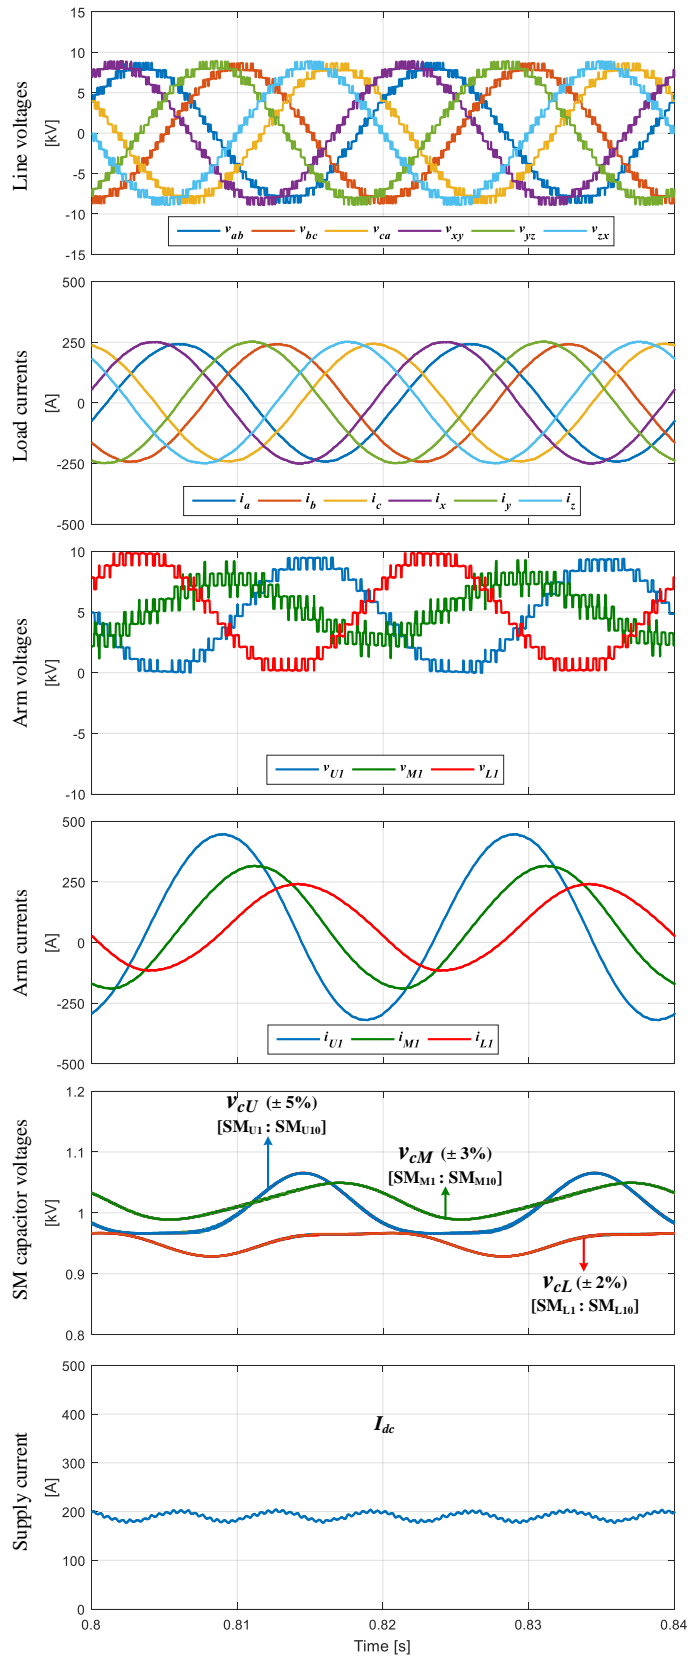 Line voltages
[kV]
15
10
5
0
-5
-10
-15
v_ab v_bc v_ca v_xy v_yz v_zx
Load currents
[A]
500
250
0
-250
-500
i_a i_b i_c i_x i_y i_z
Arm voltages
[kV]
10
5
0
-5
-10
v_U1 v_M1 v_L1
Arm currents
[A]
500
250
0
-250
-500
i_U1 i_M1 i_L1
SM capacitor voltages
[kV]
1.2
1.1
1
0.9
0.8
v_cU (± 5%)
[SM_U1 : SM_U10]
v_cM (± 3%)
[SM_M1 : SM_M10]
v_cL (± 2%)
[SM_L1 : SM_L10]
Supply current
[A]
500
400
300
200
100
0
I_dc
0.8 0.81 0.82 0.83 0.84
Time [s]